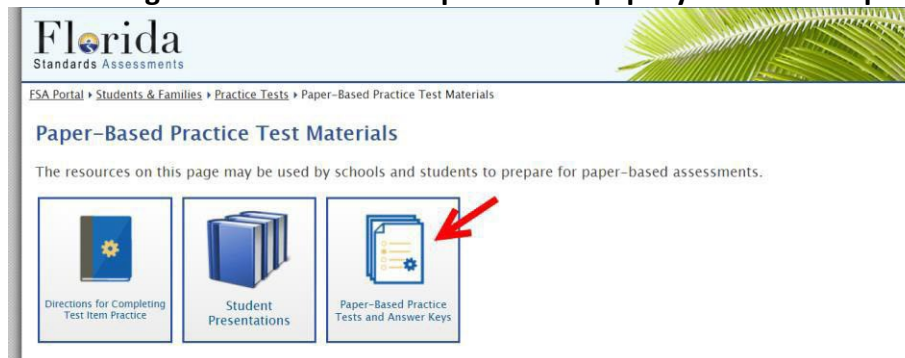 Florida
Standards Assessments
FSA Portal ▸ Students & Families ▸ Practice Tests ▸ Paper-Based Practice Test Materials
Paper-Based Practice Test Materials
The resources on this page may be used by schools and students to prepare for paper-based assessments.
Directions for Completing
Test Item Practice
Student
Presentations
Paper-Based Practice
Tests and Answer Keys